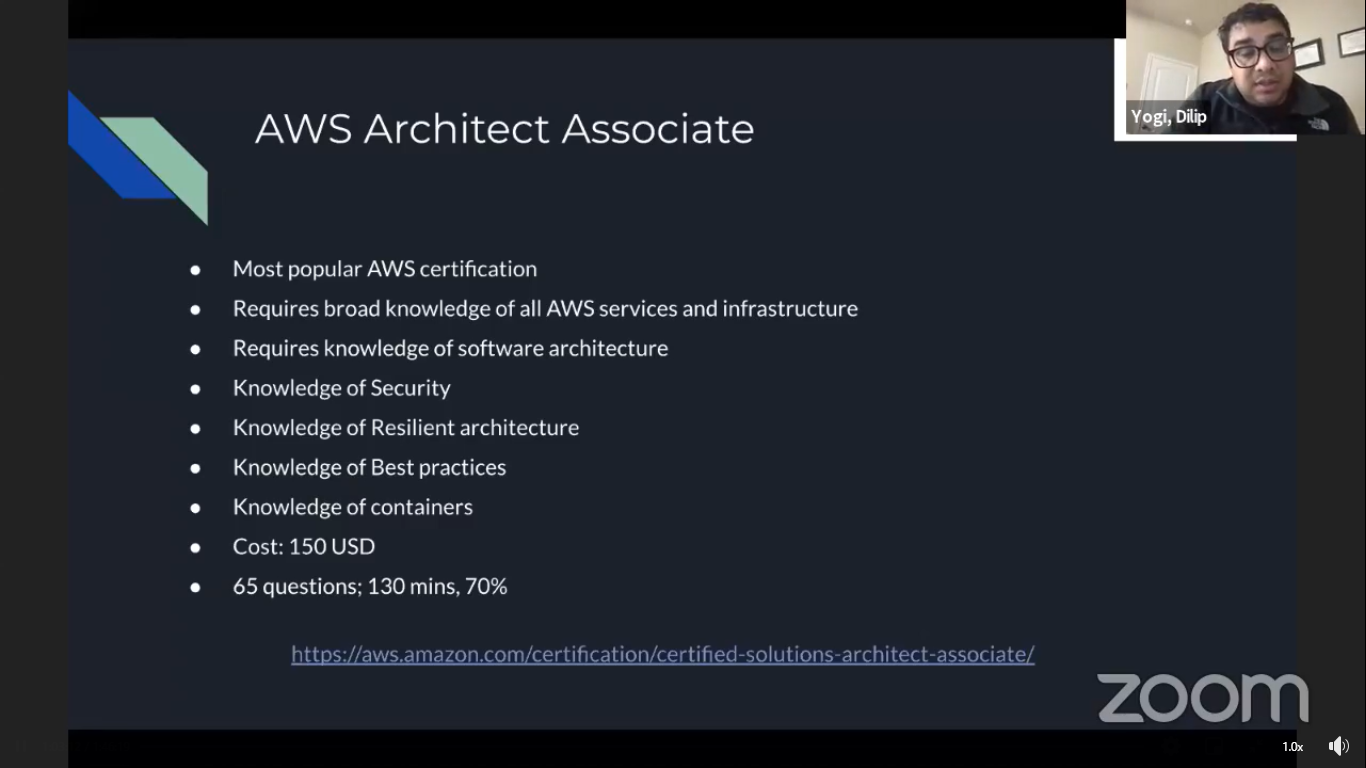 AWS Architect Associate
Yogi, Dilip
● Most popular AWS certification
● Requires broad knowledge of all AWS services and infrastructure
● Requires knowledge of software architecture
● Knowledge of Security
● Knowledge of Resilient architecture
● Knowledge of Best practices
● Knowledge of containers
● Cost: 150 USD
● 65 questions; 130 mins, 70%
https://aws.amazon.com/certification/certified-solutions-architect-associate/
zoom
1.0x